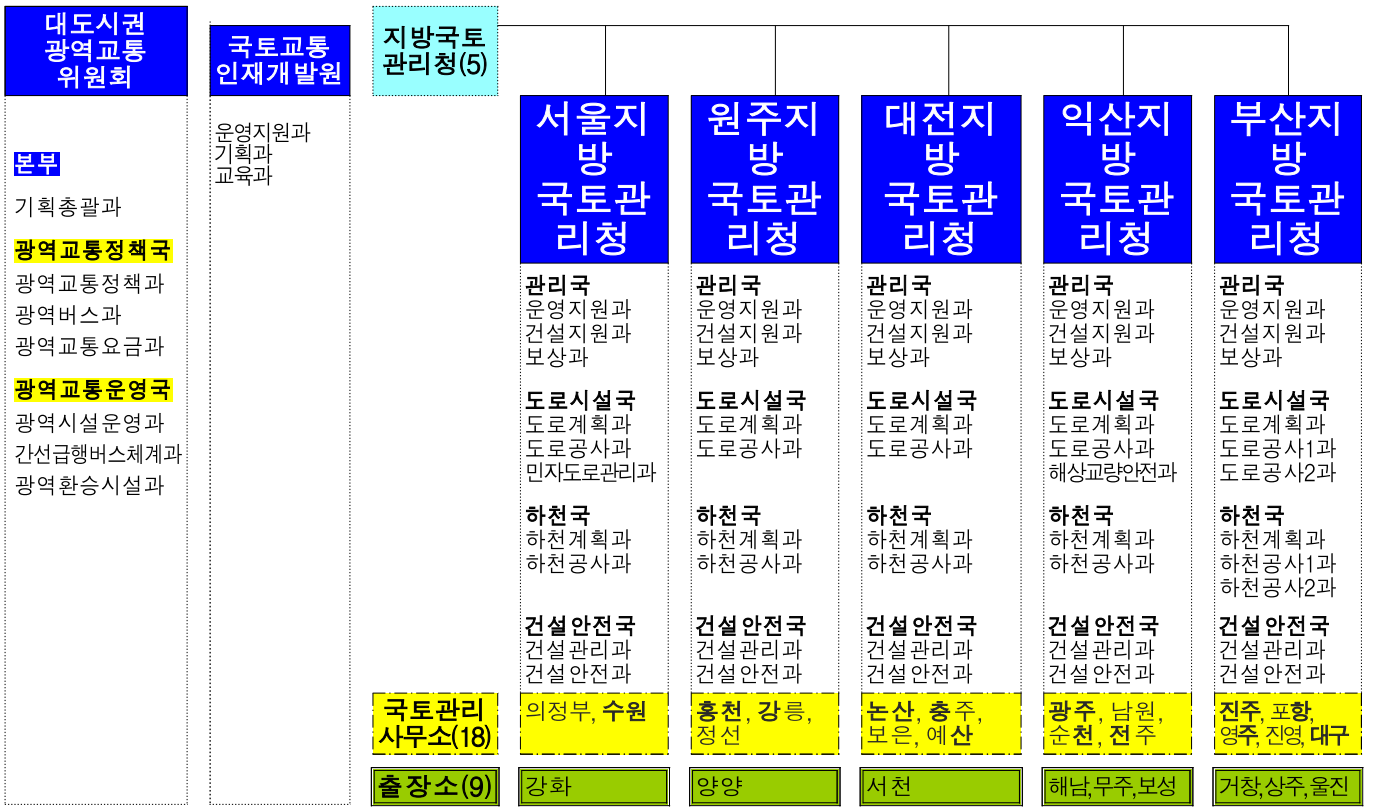 대도시권
광역교통
위원회
본부
기획총괄과
광역교통정책국
광역교통정책과
광역버스과
광역교통요금과
광역교통운영국
광역시설운영과
간선급행버스체계과
광역환승시설과
국토교통
인재개발원
운영지원과
기획과
교육과
지방국토
관리청(5)
서울지
방
국토관
리청
관리국
운영지원과
건설지원과
보상과
도로시설국
도로계획과
도로공사과
민자도로관리과
하천국
하천계획과
하천공사과
건설안전국
건설관리과
건설안전과
원주지
방
국토관
리청
관리국
운영지원과
건설지원과
보상과
도로시설국
도로계획과
도로공사과
하천국
하천계획과
하천공사과
건설안전국
건설관리과
건설안전과
대전지
방
국토관
리청
관리국
운영지원과
건설지원과
보상과
도로시설국
도로계획과
도로공사과
하천국
하천계획과
하천공사과
건설안전국
건설관리과
건설안전과
익산지
방
국토관
리청
관리국
운영지원과
건설지원과
보상과
도로시설국
도로계획과
도로공사과
해상교량안전과
하천국
하천계획과
하천공사과
건설안전국
건설관리과
건설안전과
부산지
방
국토관
리청
관리국
운영지원과
건설지원과
보상과
도로시설국
도로계획과
도로공사1과
도로공사2과
하천국
하천계획과
하천공사1과
하천공사2과
건설안전국
건설관리과
건설안전과
국토관리
사무소(18)
의정부, 수원
홍천, 강릉,
정선
논산, 충주,
보은, 예산
광주, 남원,
순천, 전주
진주, 포항,
영주, 진영, 대구
출장소(9)
강화
양양
서천
해남,무주,보성
거창,상주,울진